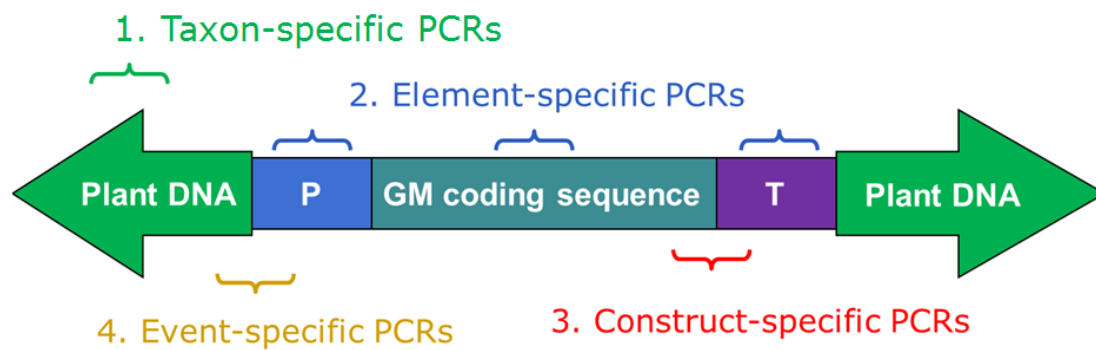 1. Taxon-specific PCRs
2. Element-specific PCRs
Plant DNA P GM coding sequence T Plant DNA
4. Event-specific PCRs
3. Construct-specific PCRs